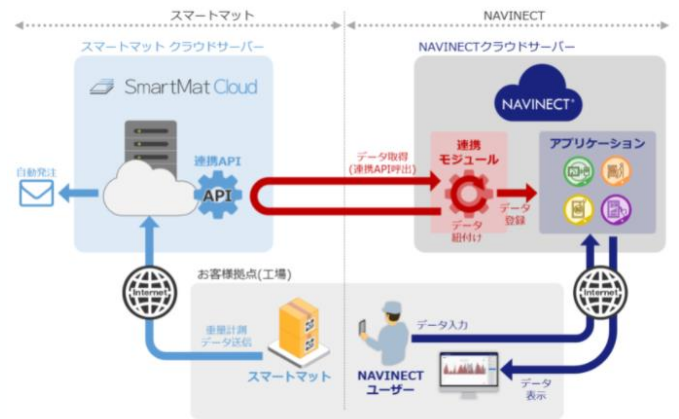 スマートマット
NAVINECT
スマートマット クラウドサーバー
NAVINECTクラウドサーバー
SmartMat Cloud
NAVINECT
自動発注
連携API
API
データ取得
(連携API呼出)
連携
モジュール
データ
紐付け
データ
登録
アプリケーション
Internet
お客様拠点(工場)
Internet
重量計測
データ送信
スマートマット
NAVINECT
ユーザー
データ入力
データ
表示